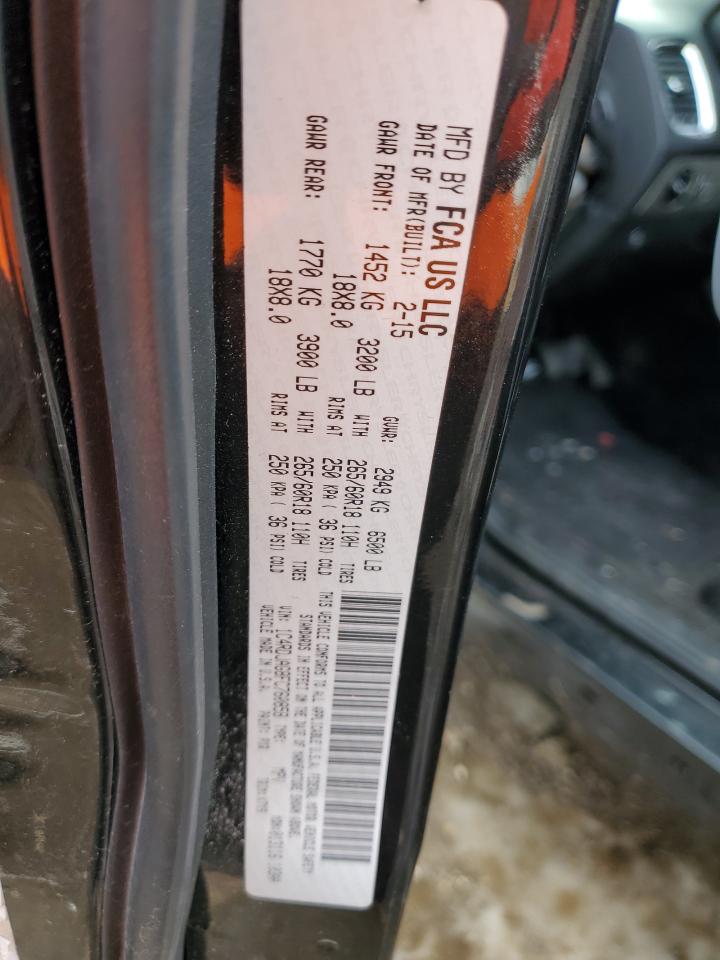 MFD BY FCA US LLC
DATE OF MFR(BUILT): 2-15 GVWR: 2949 KG 6500 LB
GAWR FRONT: 1452 KG 3200 LB WITH 265/60R18 110H TIRES
18X8.0 RIMS AT 250 KPA ( 36 PSI) COLD
GAWR REAR: 1770 KG 3900 LB WITH 265/60R18 110H TIRES
18X8.0 RIMS AT 250 KPA ( 36 PSI) COLD
THIS VEHICLE CONFORMS TO ALL APPLICABLE U.S.A. FEDERAL MOTOR VEHICLE SAFETY
STANDARDS IN EFFECT ON THE DATE OF MANUFACTURE SHOWN ABOVE.
VIN: TYPE: MPV
VEHICLE MADE IN U.S.A. PAINT: